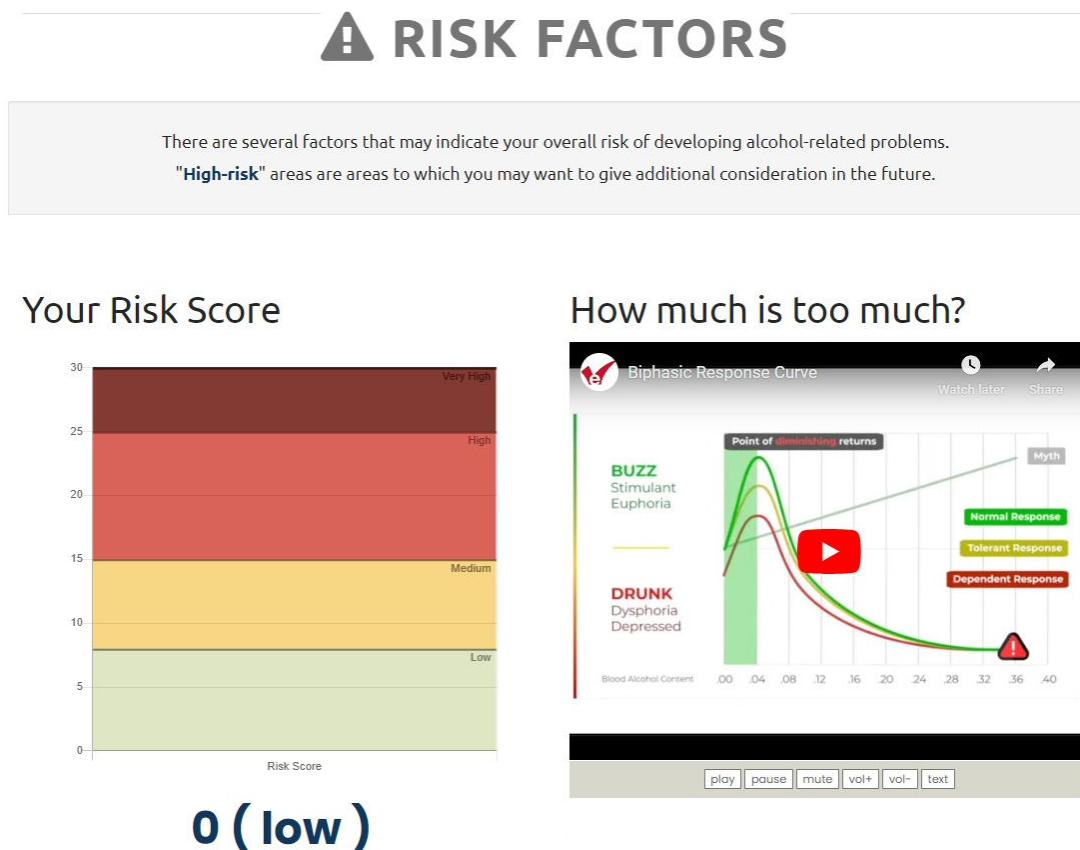 RISK FACTORS
There are several factors that may indicate your overall risk of developing alcohol-related problems.
"High-risk" areas are areas to which you may want to give additional consideration in the future.
Your Risk Score
30
Very High
25
High
20
15
Medium
10
Low
5
0
Risk Score
0 ( low )
How much is too much?
e
Biphasic Response Curve
Watch later
Share
Point of diminishing returns
Myth
BUZZ
Stimulant
Euphoria
Normal Response
Tolerant Response
Dependent Response
DRUNK
Dysphoria
Depressed
Blood Alcohol Content
.00 .04 .08 .12 .16 .20 .24 .28 .32 .36 .40
play pause mute vol+ vol- text